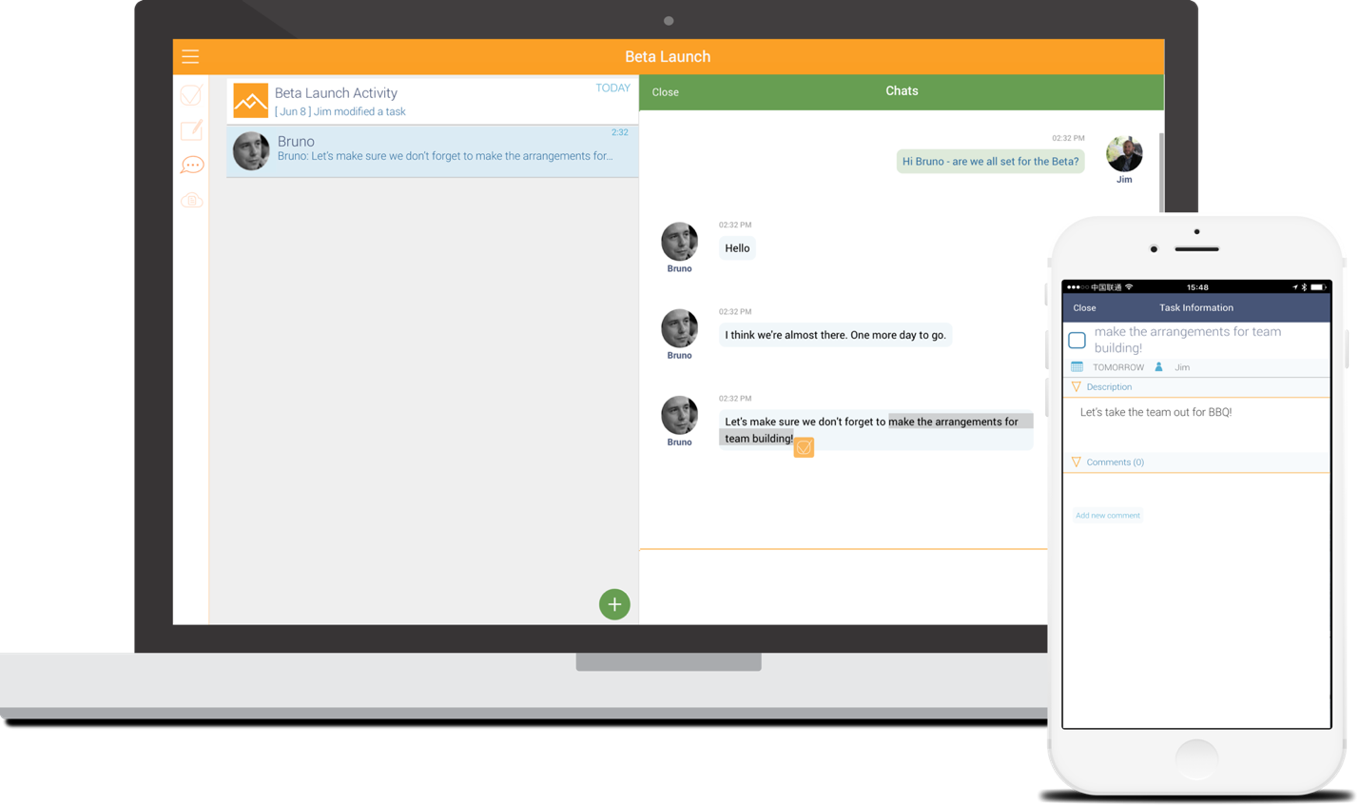 Beta Launch
Beta Launch Activity
TODAY
[ Jun 8 ] Jim modified a task
Bruno
2:32
Bruno: Let's make sure we don't forget to make the arrangements for...
Close
Chats
02:32 PM
Hi Bruno - are we all set for the Beta?
Jim
02:32 PM
Hello
Bruno
02:32 PM
I think we're almost there. One more day to go.
Bruno
02:32 PM
Let's make sure we don't forget to make the arrangements for
team building!
Bruno
中国联通
15:48
Close
Task Information
make the arrangements for team
building!
TOMORROW
Jim
Description
Let's take the team out for BBQ!
Comments (0)
Add new comment